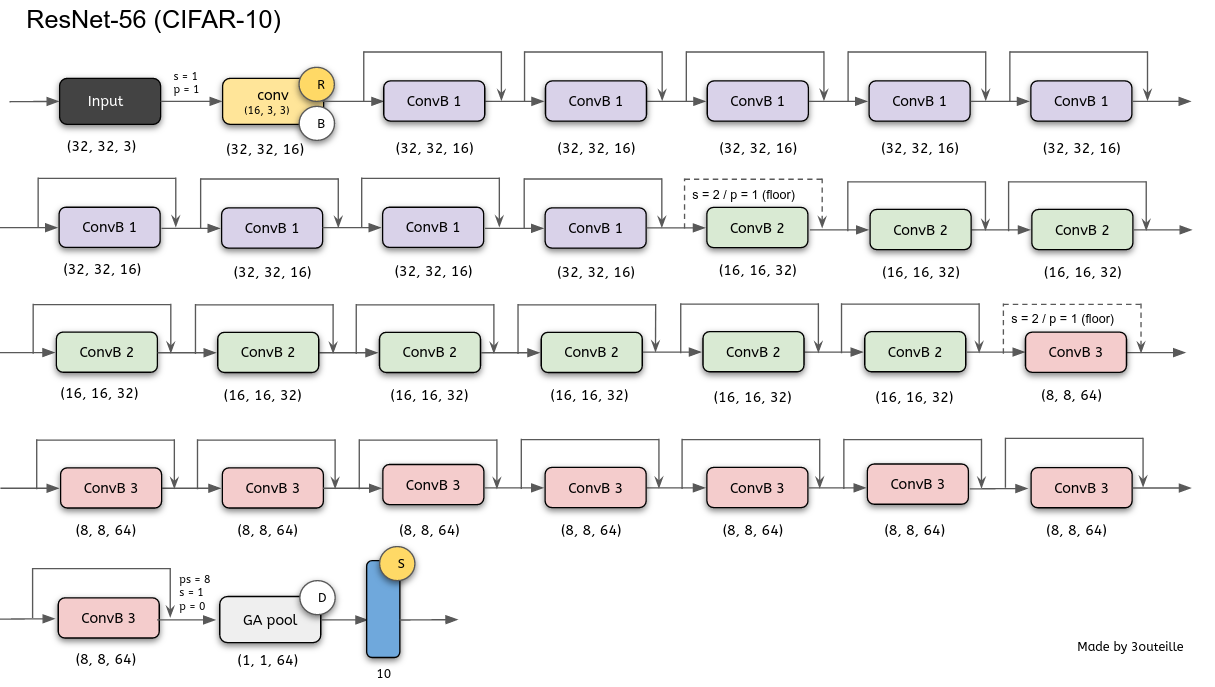 ResNet-56 (CIFAR-10)
s = 1
p = 1
R
Input
conv
(16, 3, 3)
B
ConvB 1
ConvB 1
ConvB 1
ConvB 1
ConvB 1
(32, 32, 3)
(32, 32, 16)
(32, 32, 16)
(32, 32, 16)
(32, 32, 16)
(32, 32, 16)
(32, 32, 16)
s = 2 / p = 1 (floor)
ConvB 1
ConvB 1
ConvB 1
ConvB 1
ConvB 2
ConvB 2
ConvB 2
(32, 32, 16)
(32, 32, 16)
(32, 32, 16)
(32, 32, 16)
(16, 16, 32)
(16, 16, 32)
(16, 16, 32)
s = 2 / p = 1 (floor)
ConvB 2
ConvB 2
ConvB 2
ConvB 2
ConvB 2
ConvB 2
ConvB 3
(16, 16, 32)
(16, 16, 32)
(16, 16, 32)
(16, 16, 32)
(16, 16, 32)
(16, 16, 32)
(8, 8, 64)
ConvB 3
ConvB 3
ConvB 3
ConvB 3
ConvB 3
ConvB 3
ConvB 3
(8, 8, 64)
(8, 8, 64)
(8, 8, 64)
(8, 8, 64)
(8, 8, 64)
(8, 8, 64)
(8, 8, 64)
ps = 8
s = 1
p = 0
S
D
ConvB 3
GA pool
(8, 8, 64)
(1, 1, 64)
10
Made by 3outeille